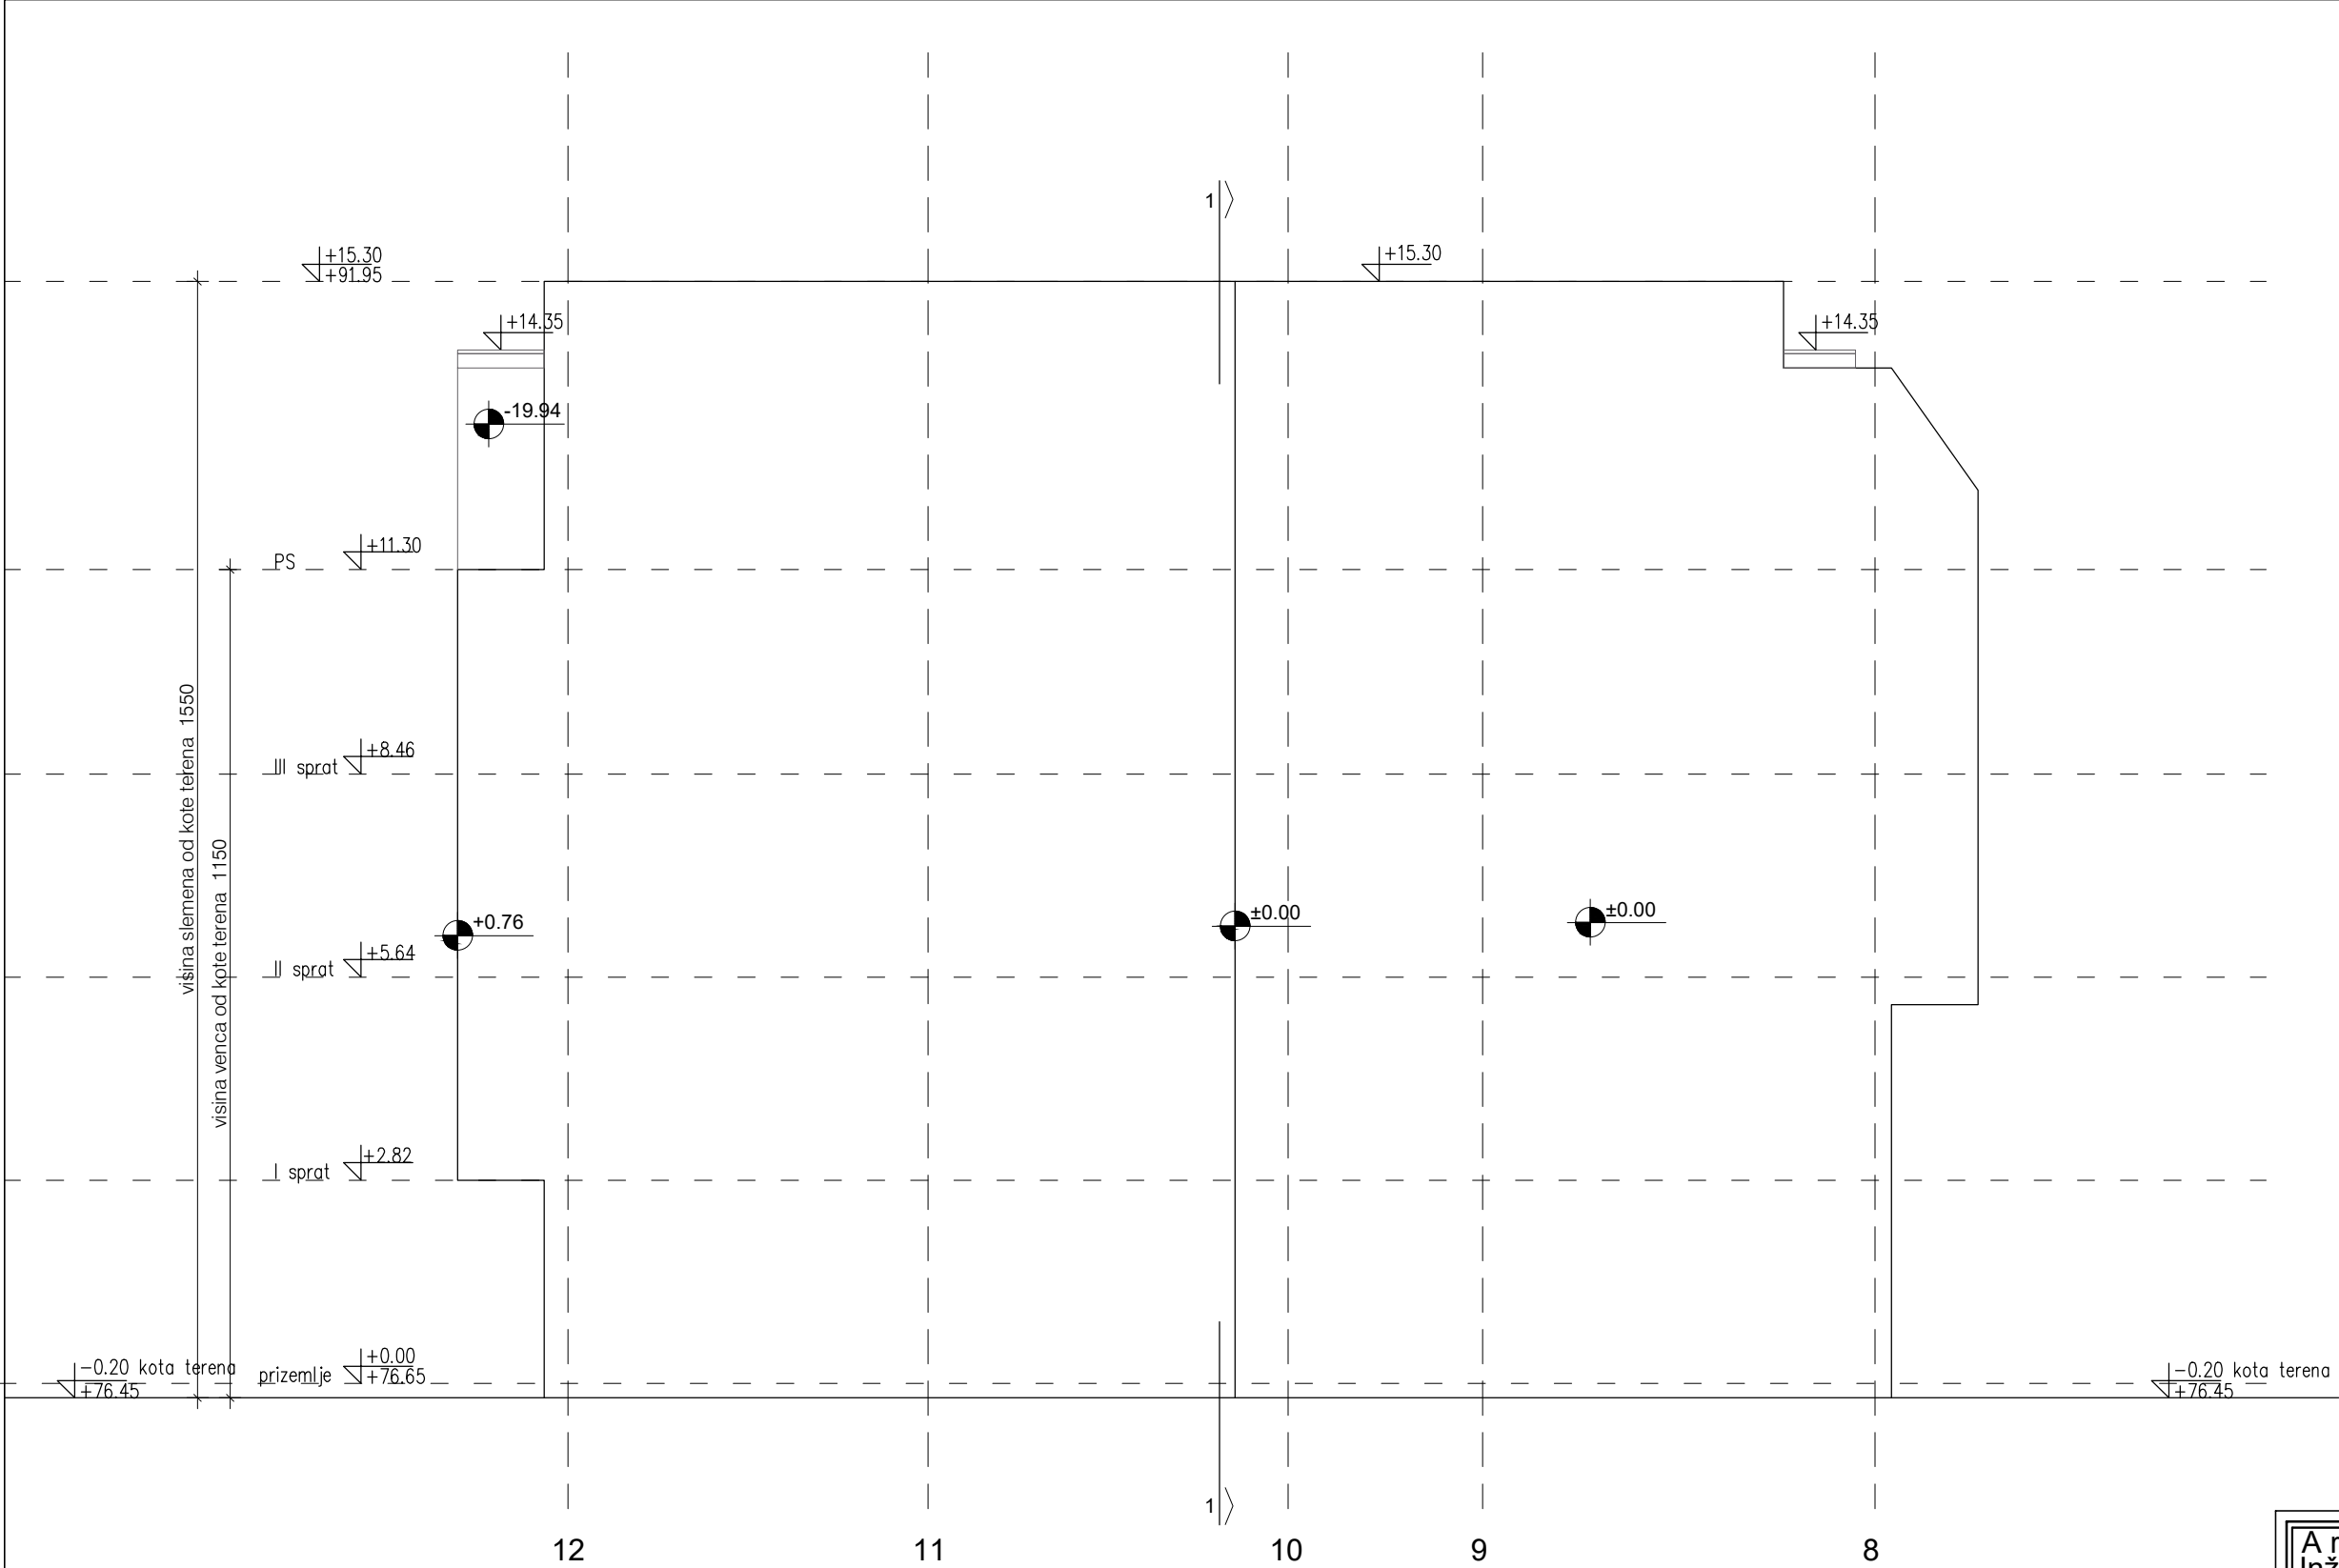 1
+15.30
+91.95
+15.30
+14.35
+14.35
-19.94
PS
+11.30
visina slemena od kote terena 1550
visina venca od kote terena 1150
III sprat
+8.46
+0.76
±0.00
±0.00
II sprat
+5.64
I sprat
+2.82
-0.20 kota terena
+76.45
prizemlje
+0.00
+76.65
-0.20 kota terena
+76.45
1
12
11
10
9
8